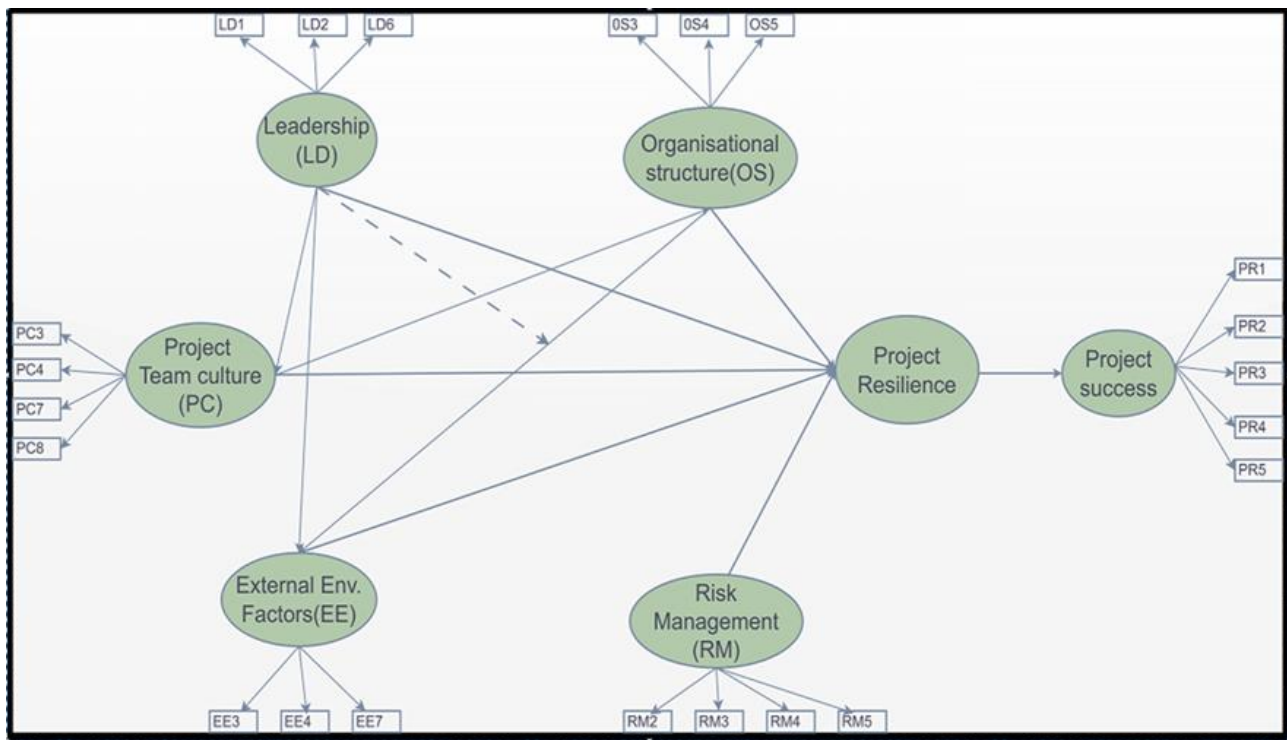 LD1
LD2
LD6
0S3
0S4
OS5
Leadership
(LD)
Organisational
structure(OS)
PR1
PR2
PR3
PR4
PR5
PC3
PC4
PC7
PC8
Project
Team culture
(PC)
Project
Resilience
Project
success
External Env.
Factors(EE)
Risk
Management
(RM)
EE3
EE4
EE7
RM2
RM3
RM4
RM5